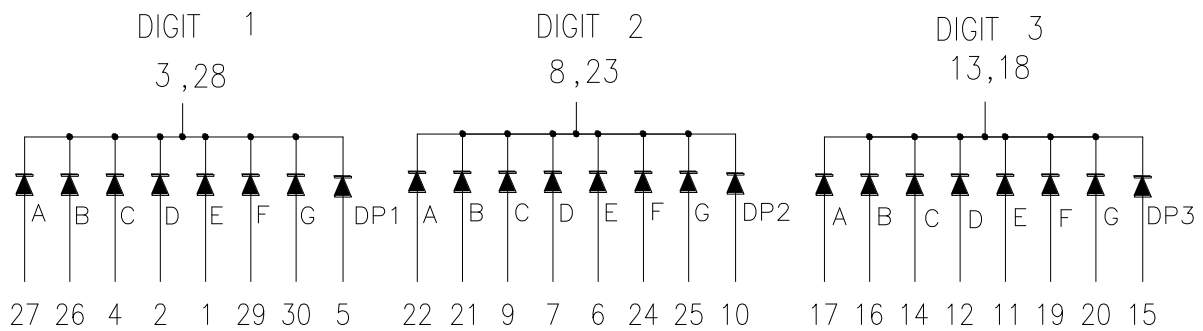 DIGIT 1 DIGIT 2 DIGIT 3
3 ,28 8 ,23 13,18
A B C D E F G DP1 A B C D E F G DP2 A B C D E F G DP3
27 26 4 2 1 29 30 5 22 21 9 7 6 24 25 10 17 16 14 12 11 19 20 15